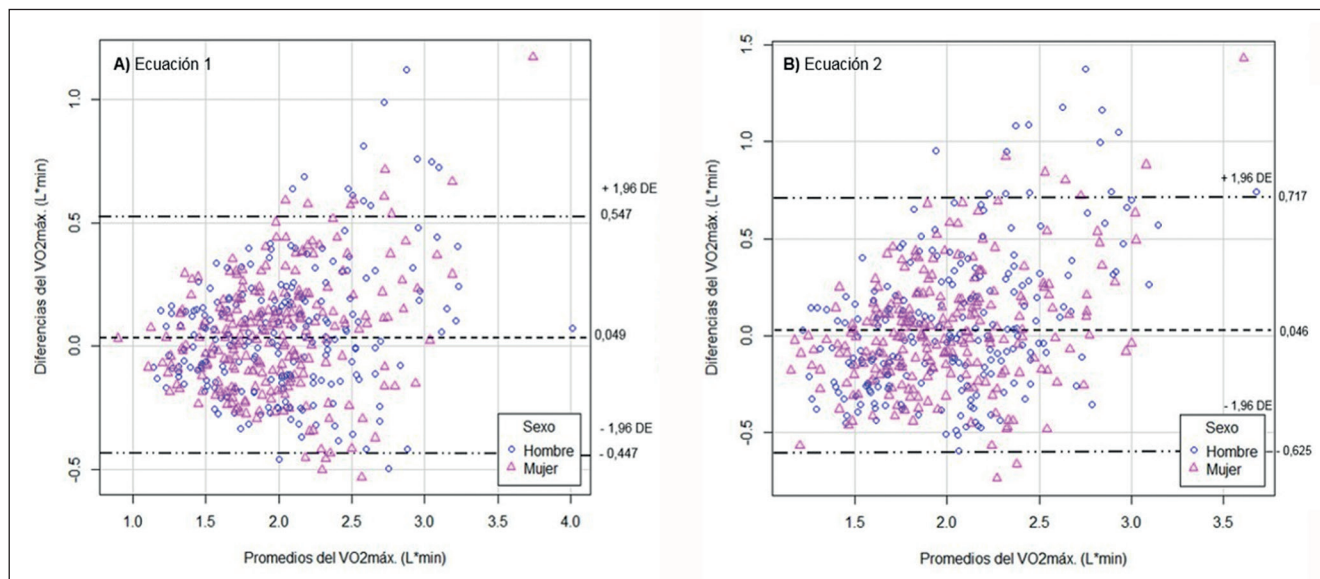 A) Ecuación 1
Diferencias del VO2máx. (L*min)
1.0
0.5
0.0
-0.5
+ 1,96 DE
0,547
0,049
- 1,96 DE
- 0,447
Sexo
Hombre
Mujer
1.0 1.5 2.0 2.5 3.0 3.5 4.0
Promedios del VO2máx. (L*min)
B) Ecuación 2
Diferencias del VO2máx. (L*min)
1.5
1.0
0.5
0.0
-0.5
+ 1,96 DE
0,717
0,046
- 1,96 DE
- 0,625
Sexo
Hombre
Mujer
1.5 2.0 2.5 3.0 3.5
Promedios del VO2máx. (L*min)